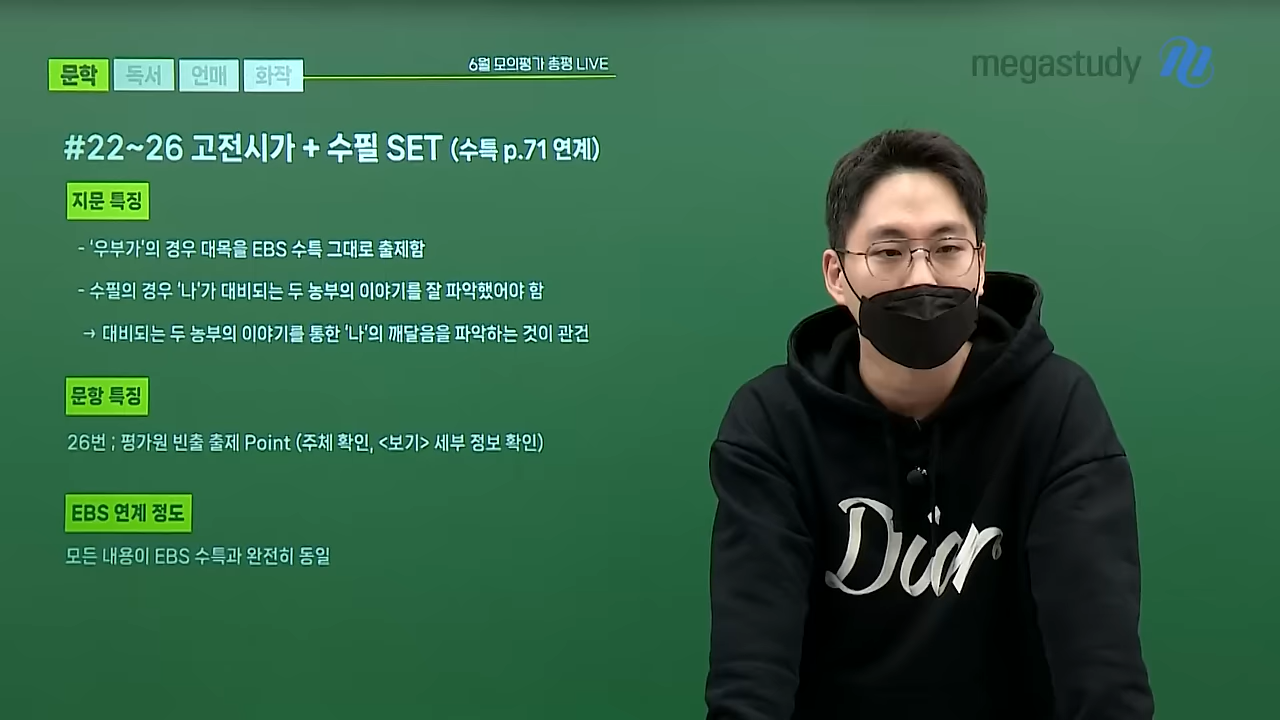 문학 독서 언매 화작
6월 모의평가 총평 LIVE
megastudy
#22~26 고전시가 + 수필 SET (수특 p.71 연계)
지문 특징
- '우부가'의 경우 대목을 EBS 수특 그대로 출제함
- 수필의 경우 '나'가 대비되는 두 농부의 이야기를 잘 파악했어야 함
→ 대비되는 두 농부의 이야기를 통한 '나'의 깨달음을 파악하는 것이 관건
문항 특징
26번 ; 평가원 빈출 출제 Point (주체 확인, <보기> 세부 정보 확인)
EBS 연계 정도
모든 내용이 EBS 수특과 완전히 동일
Dior